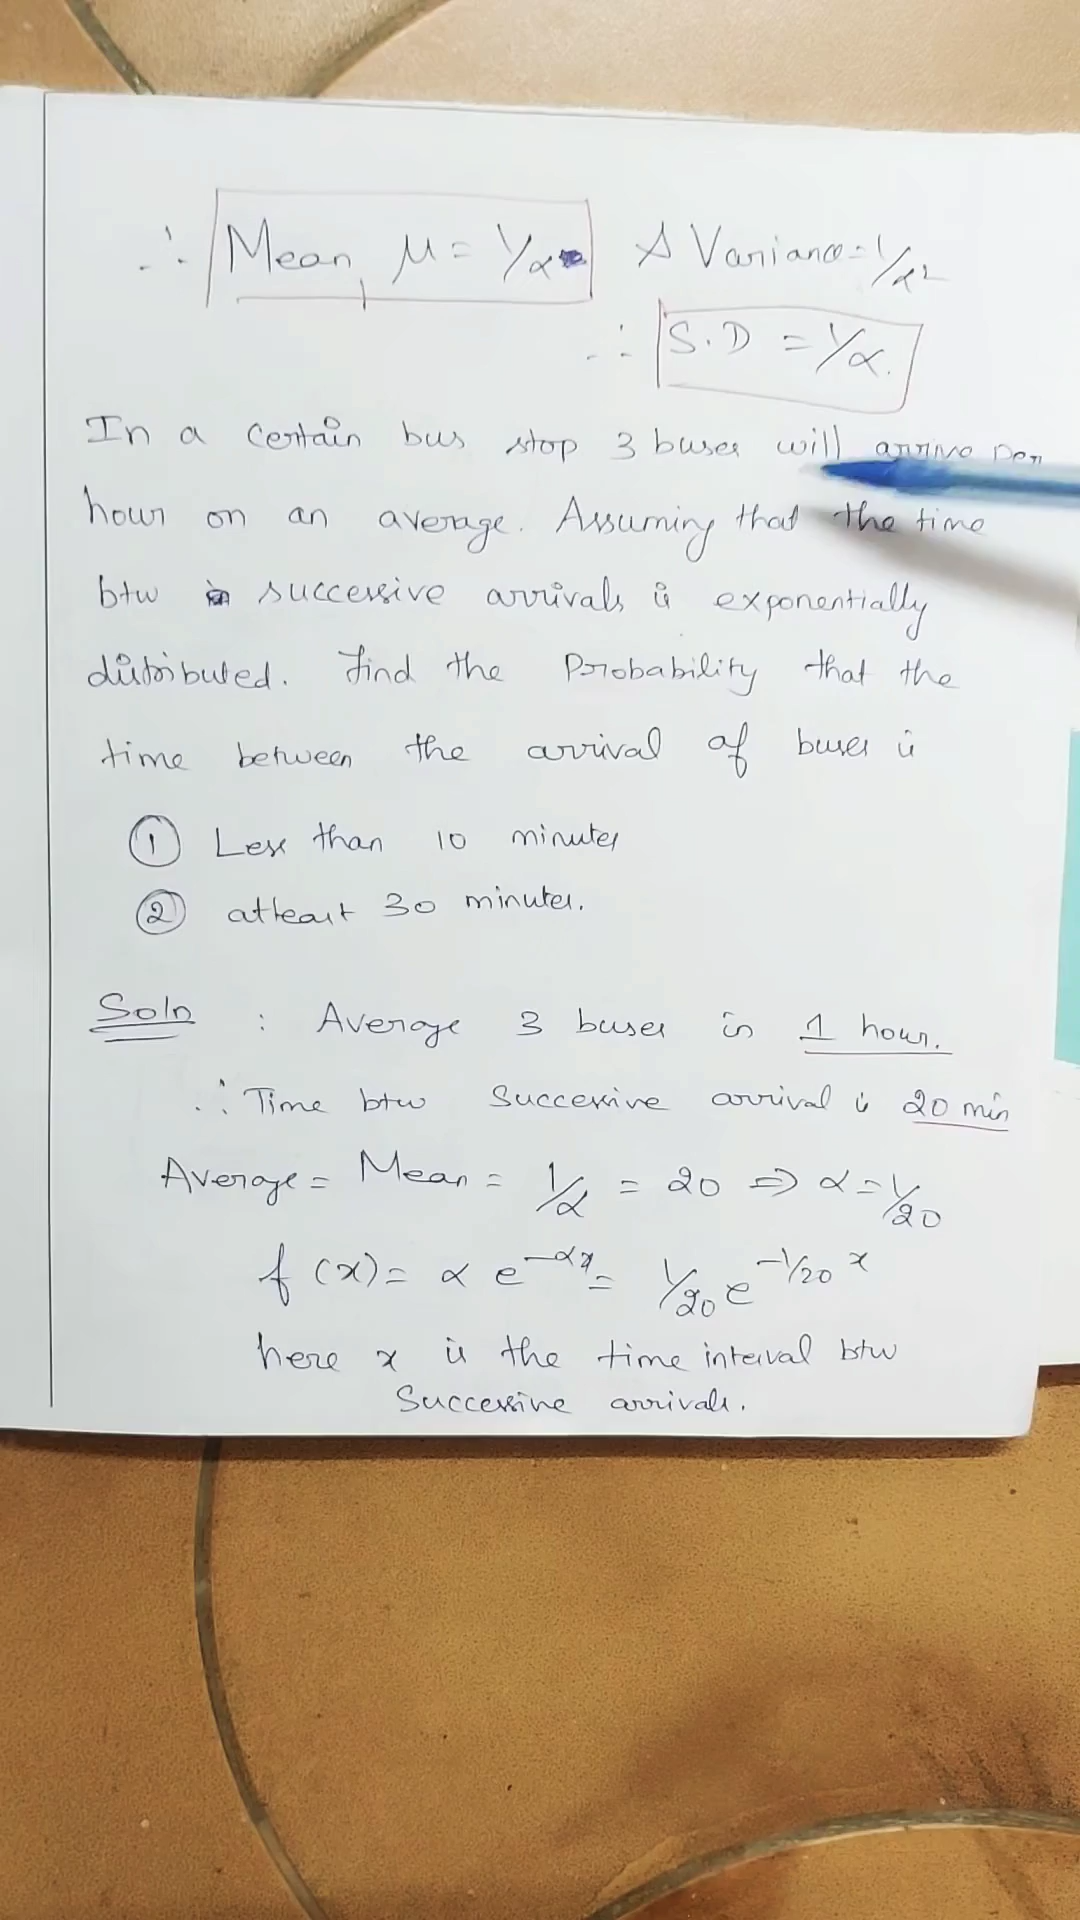 ∴ Mean, μ = 1/α & Variance = 1/α²
∴ S.D = 1/α.
In a certain bus stop 3 buses will arrive per
hour on an average. Assuming that the time
btw successive arrivals is exponentially
distributed. Find the Probability that the
time between the arrival of buses is
① Less than 10 minutes
② atleast 30 minutes.
Soln : Average 3 buses in 1 hour.
∴ Time btw Successive arrival is 20 min
Average = Mean = 1/α = 20 ⇒ α = 1/20
f(x) = α e^-αx = 1/20 e^-1/20 x
here x is the time interval btw
Successive arrivals.